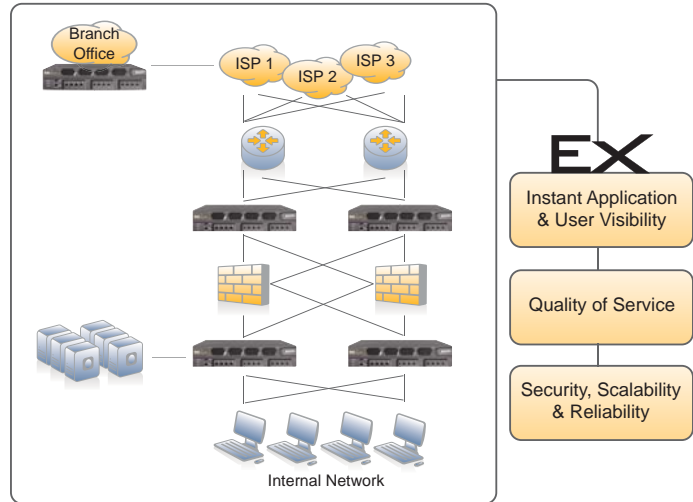 Branch
Office
ISP 1
ISP 2
ISP 3
EX
Instant Application
& User Visibility
Quality of Service
Security, Scalability
& Reliability
Internal Network